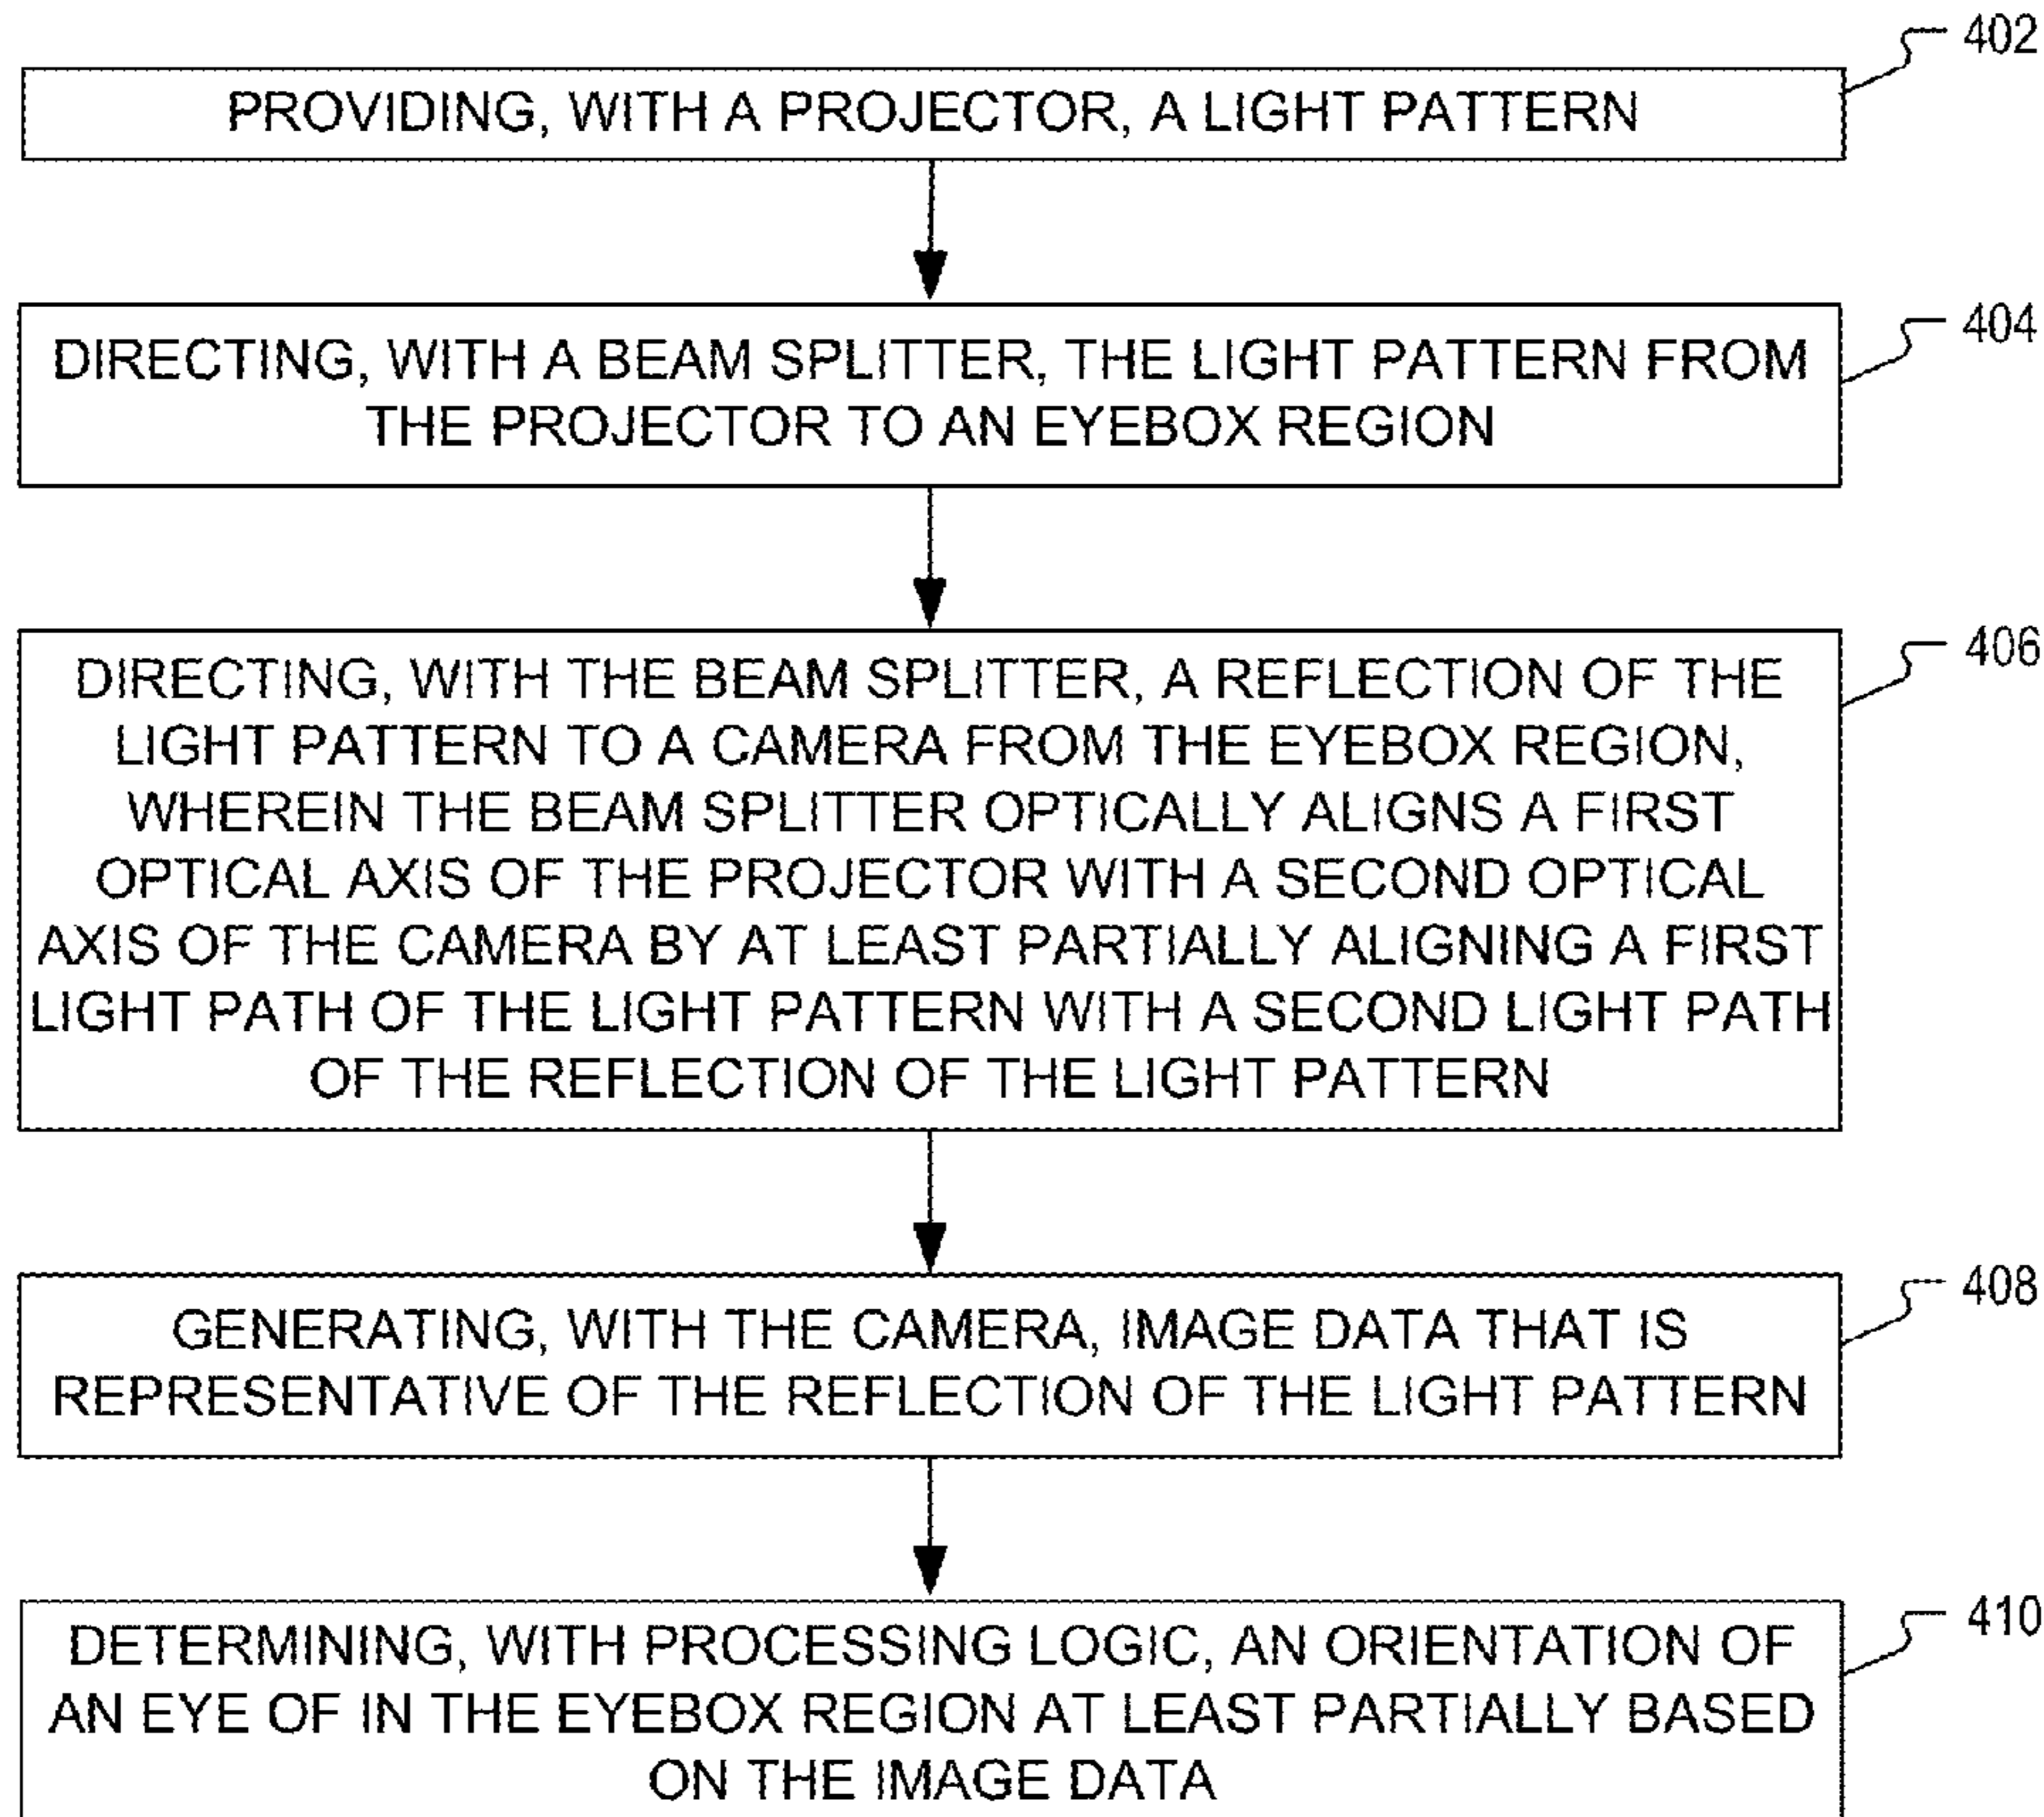 402
PROVIDING, WITH A PROJECTOR, A LIGHT PATTERN
404
DIRECTING, WITH A BEAM SPLITTER, THE LIGHT PATTERN FROM
THE PROJECTOR TO AN EYEBOX REGION
406
DIRECTING, WITH THE BEAM SPLITTER, A REFLECTION OF THE
LIGHT PATTERN TO A CAMERA FROM THE EYEBOX REGION,
WHEREIN THE BEAM SPLITTER OPTICALLY ALIGNS A FIRST
OPTICAL AXIS OF THE PROJECTOR WITH A SECOND OPTICAL
AXIS OF THE CAMERA BY AT LEAST PARTIALLY ALIGNING A FIRST
LIGHT PATH OF THE LIGHT PATTERN WITH A SECOND LIGHT PATH
OF THE REFLECTION OF THE LIGHT PATTERN
408
GENERATING, WITH THE CAMERA, IMAGE DATA THAT IS
REPRESENTATIVE OF THE REFLECTION OF THE LIGHT PATTERN
410
DETERMINING, WITH PROCESSING LOGIC, AN ORIENTATION OF
AN EYE OF IN THE EYEBOX REGION AT LEAST PARTIALLY BASED
ON THE IMAGE DATA